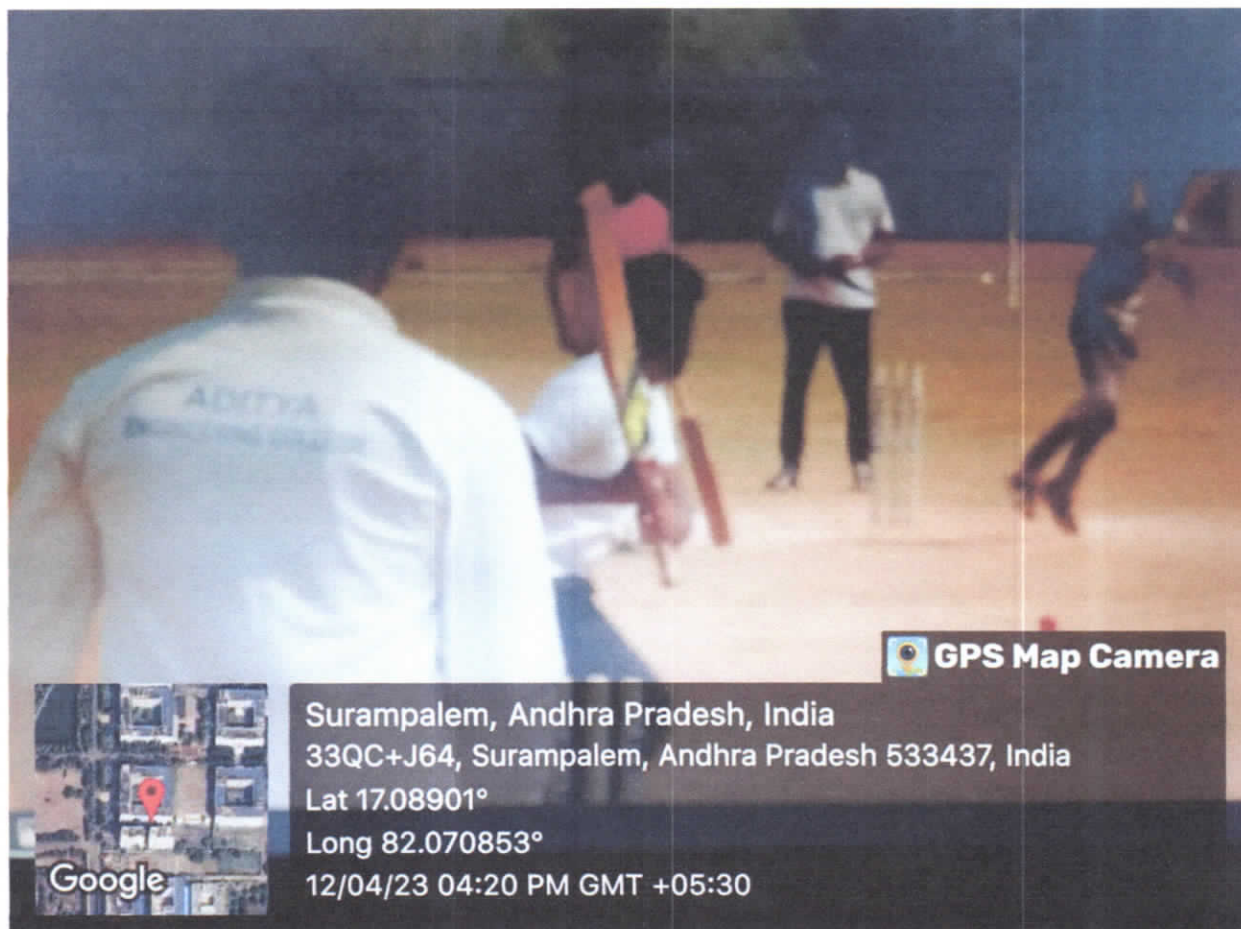 ADITYA
GPS Map Camera
Surampalem, Andhra Pradesh, India
33QC+J64, Surampalem, Andhra Pradesh 533437, India
Lat 17.08901°
Long 82.070853°
12/04/23 04:20 PM GMT +05:30
Google